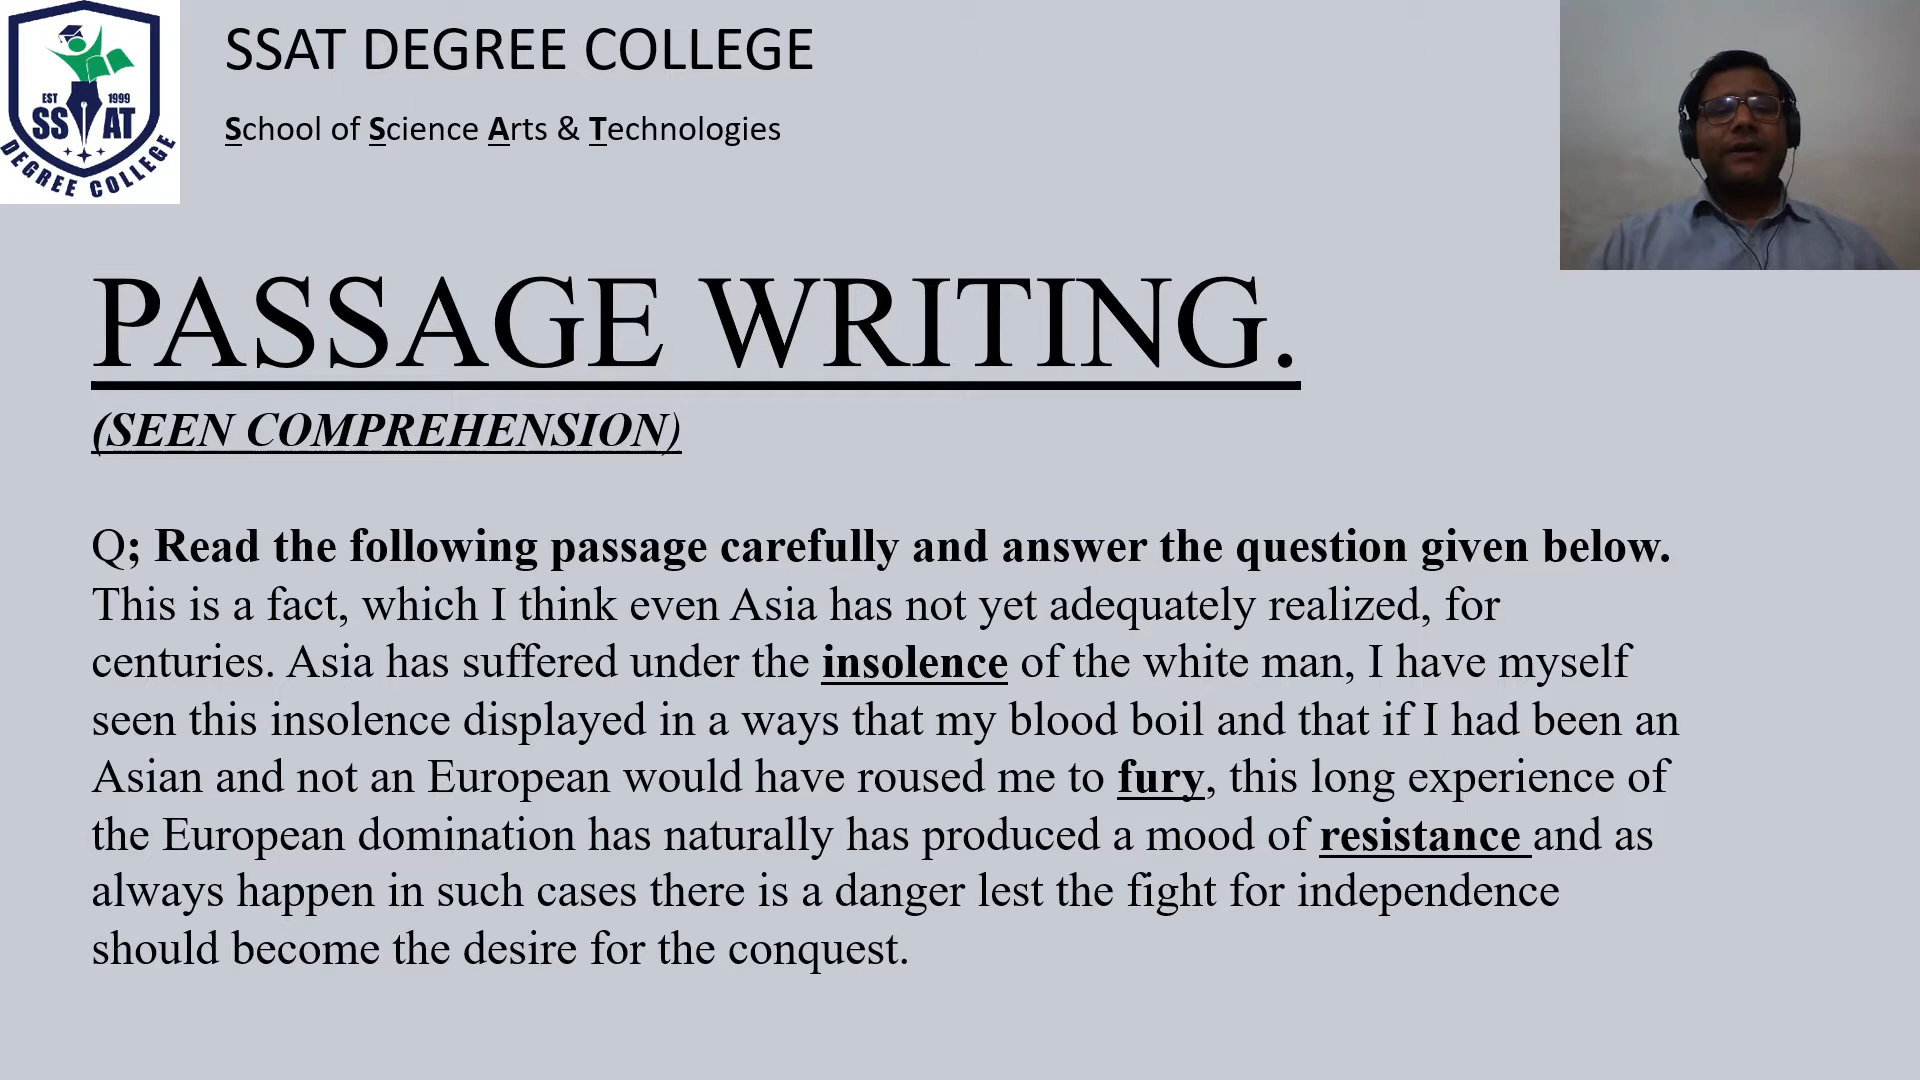 EST 1999
SS AT
DEGREE COLLEGE
SSAT DEGREE COLLEGE
School of Science Arts & Technologies
PASSAGE WRITING.
(SEEN COMPREHENSION)
Q; Read the following passage carefully and answer the question given below.
This is a fact, which I think even Asia has not yet adequately realized, for
centuries. Asia has suffered under the insolence of the white man, I have myself
seen this insolence displayed in a ways that my blood boil and that if I had been an
Asian and not an European would have roused me to fury, this long experience of
the European domination has naturally has produced a mood of resistance and as
always happen in such cases there is a danger lest the fight for independence
should become the desire for the conquest.